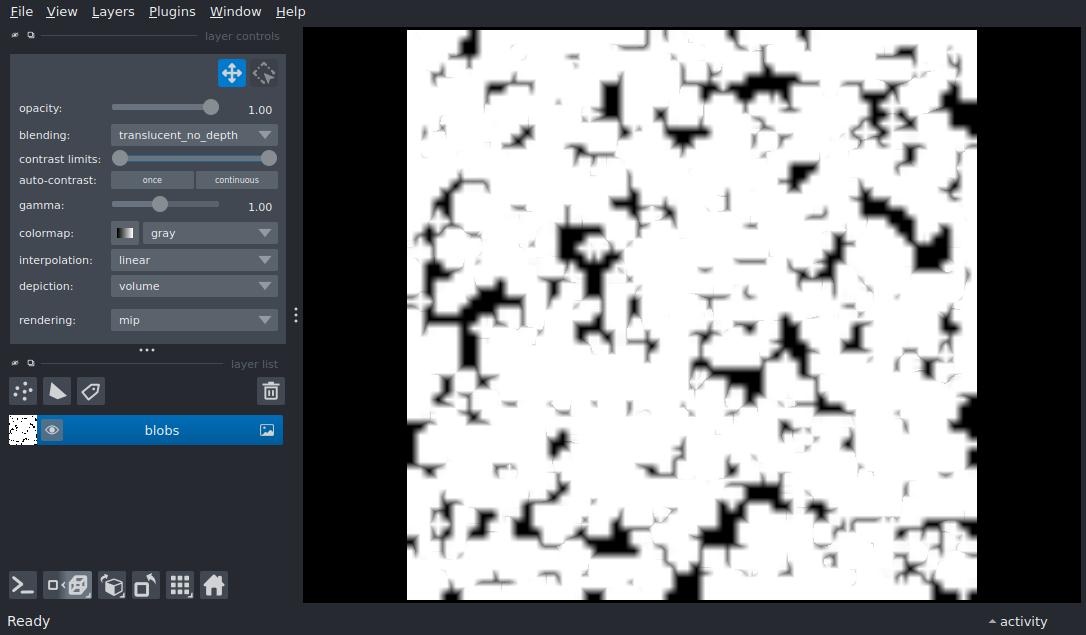 File View Layers Plugins Window Help
layer controls
opacity: 1.00
blending: translucent_no_depth
contrast limits:
auto-contrast: once continuous
gamma: 1.00
colormap: gray
interpolation: linear
depiction: volume
rendering: mip
layer list
blobs
Ready activity